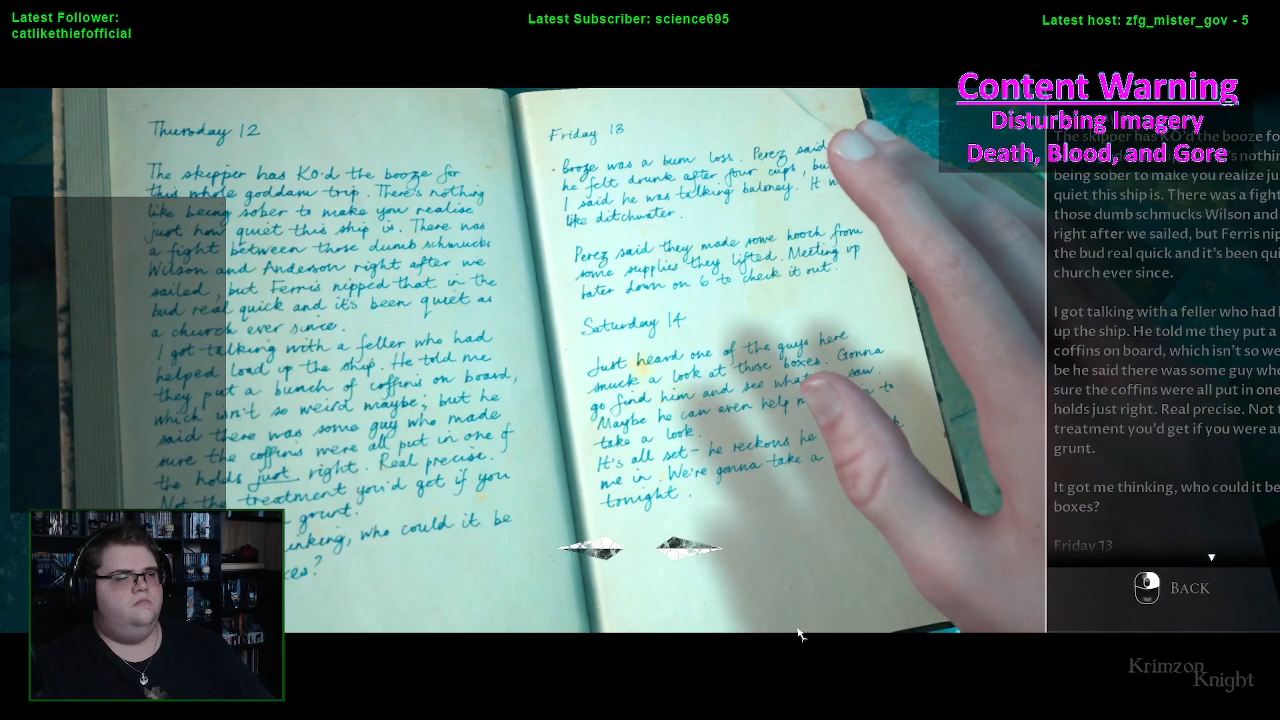 Latest Follower:
catlikethiefofficial
Latest Subscriber: science695
Latest host: zfg_mister_gov - 5
Content Warning
Disturbing Imagery
Death, Blood, and Gore
Thursday 12
The skipper has KO'd the booze for
this whole goddam trip. There's nothing
like being sober to make you realise
just how quiet this ship is. There was
a fight between those dumb schmucks
Wilson and Anderson right after we
sailed, but Ferris nipped that in the
bud real quick and it's been quiet as
a church ever since.
I got talking with a feller who had
helped load up the ship. He told me
they put a bunch of coffins on board,
which isn't so weird maybe; but he
said there was some guy who made
sure the coffins were all put in one of
the holds just right. Real precise.
Not the treatment you'd get if you
grunt.
who could it be
Friday 13
booze was a bum loss. Perez said
he felt drunk after four cups, but
I said he was talking baloney. It
like ditchwater.
Perez said they made some hooch from
some supplies they lifted. Meeting up
later down on 6 to check it out.
Saturday 14
Just heard one of the guys here
snuck a look at those boxes. Gonna
go find him and see what saw.
Maybe he can even help to
take a look.
It's all set - he reckons he
me in. We're gonna take a
tonight.
The skipper has KO'd the booze fo
nothin
being sober to make you realize ju
quiet this ship is. There was a fight
those dumb schmucks Wilson and
right after we sailed, but Ferris nip
the bud real quick and it's been qui
church ever since.
I got talking with a feller who had
up the ship. He told me they put a
coffins on board, which isn't so we
be he said there was some guy who
sure the coffins were all put in one
holds just right. Real precise. Not
treatment you'd get if you were a
grunt.
It got me thinking, who could it be
boxes?
Friday 13
BACK
Krimzon
Knight